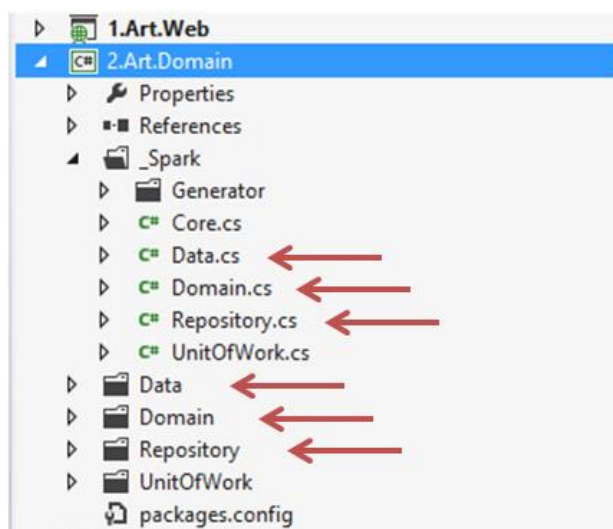 1.Art.Web
C# 2.Art.Domain
Properties
References
_Spark
Generator
C# Core.cs
C# Data.cs
C# Domain.cs
C# Repository.cs
C# UnitOfWork.cs
Data
Domain
Repository
UnitOfWork
packages.config